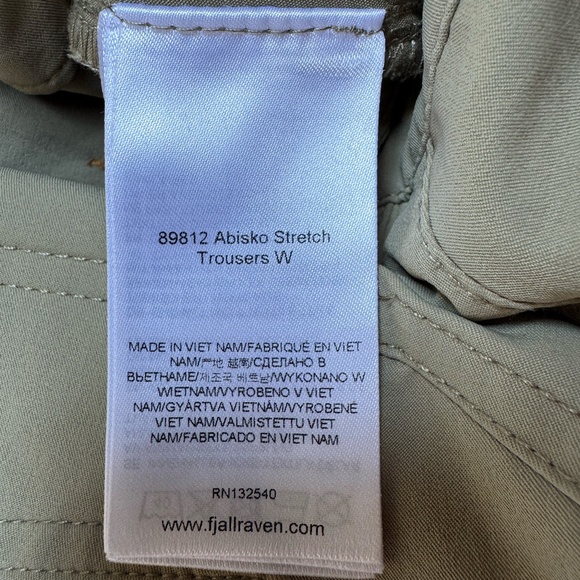 89812 Abisko Stretch
Trousers W
MADE IN VIET NAM/FABRIQUÉ EN VIET
NAM/产地 越南/СДЕЛАНО В
ВЬЕТНАМЕ/제조국 베트남/WYKONANO W
WIETNAM/VYROBENO V VIET
NAM/GYÁRTVA VIETNÁM/VYROBENÉ
VIET NAM/VALMISTETTU VIET
NAM/FABRICADO EN VIET NAM
RN132540
www.fjallraven.com